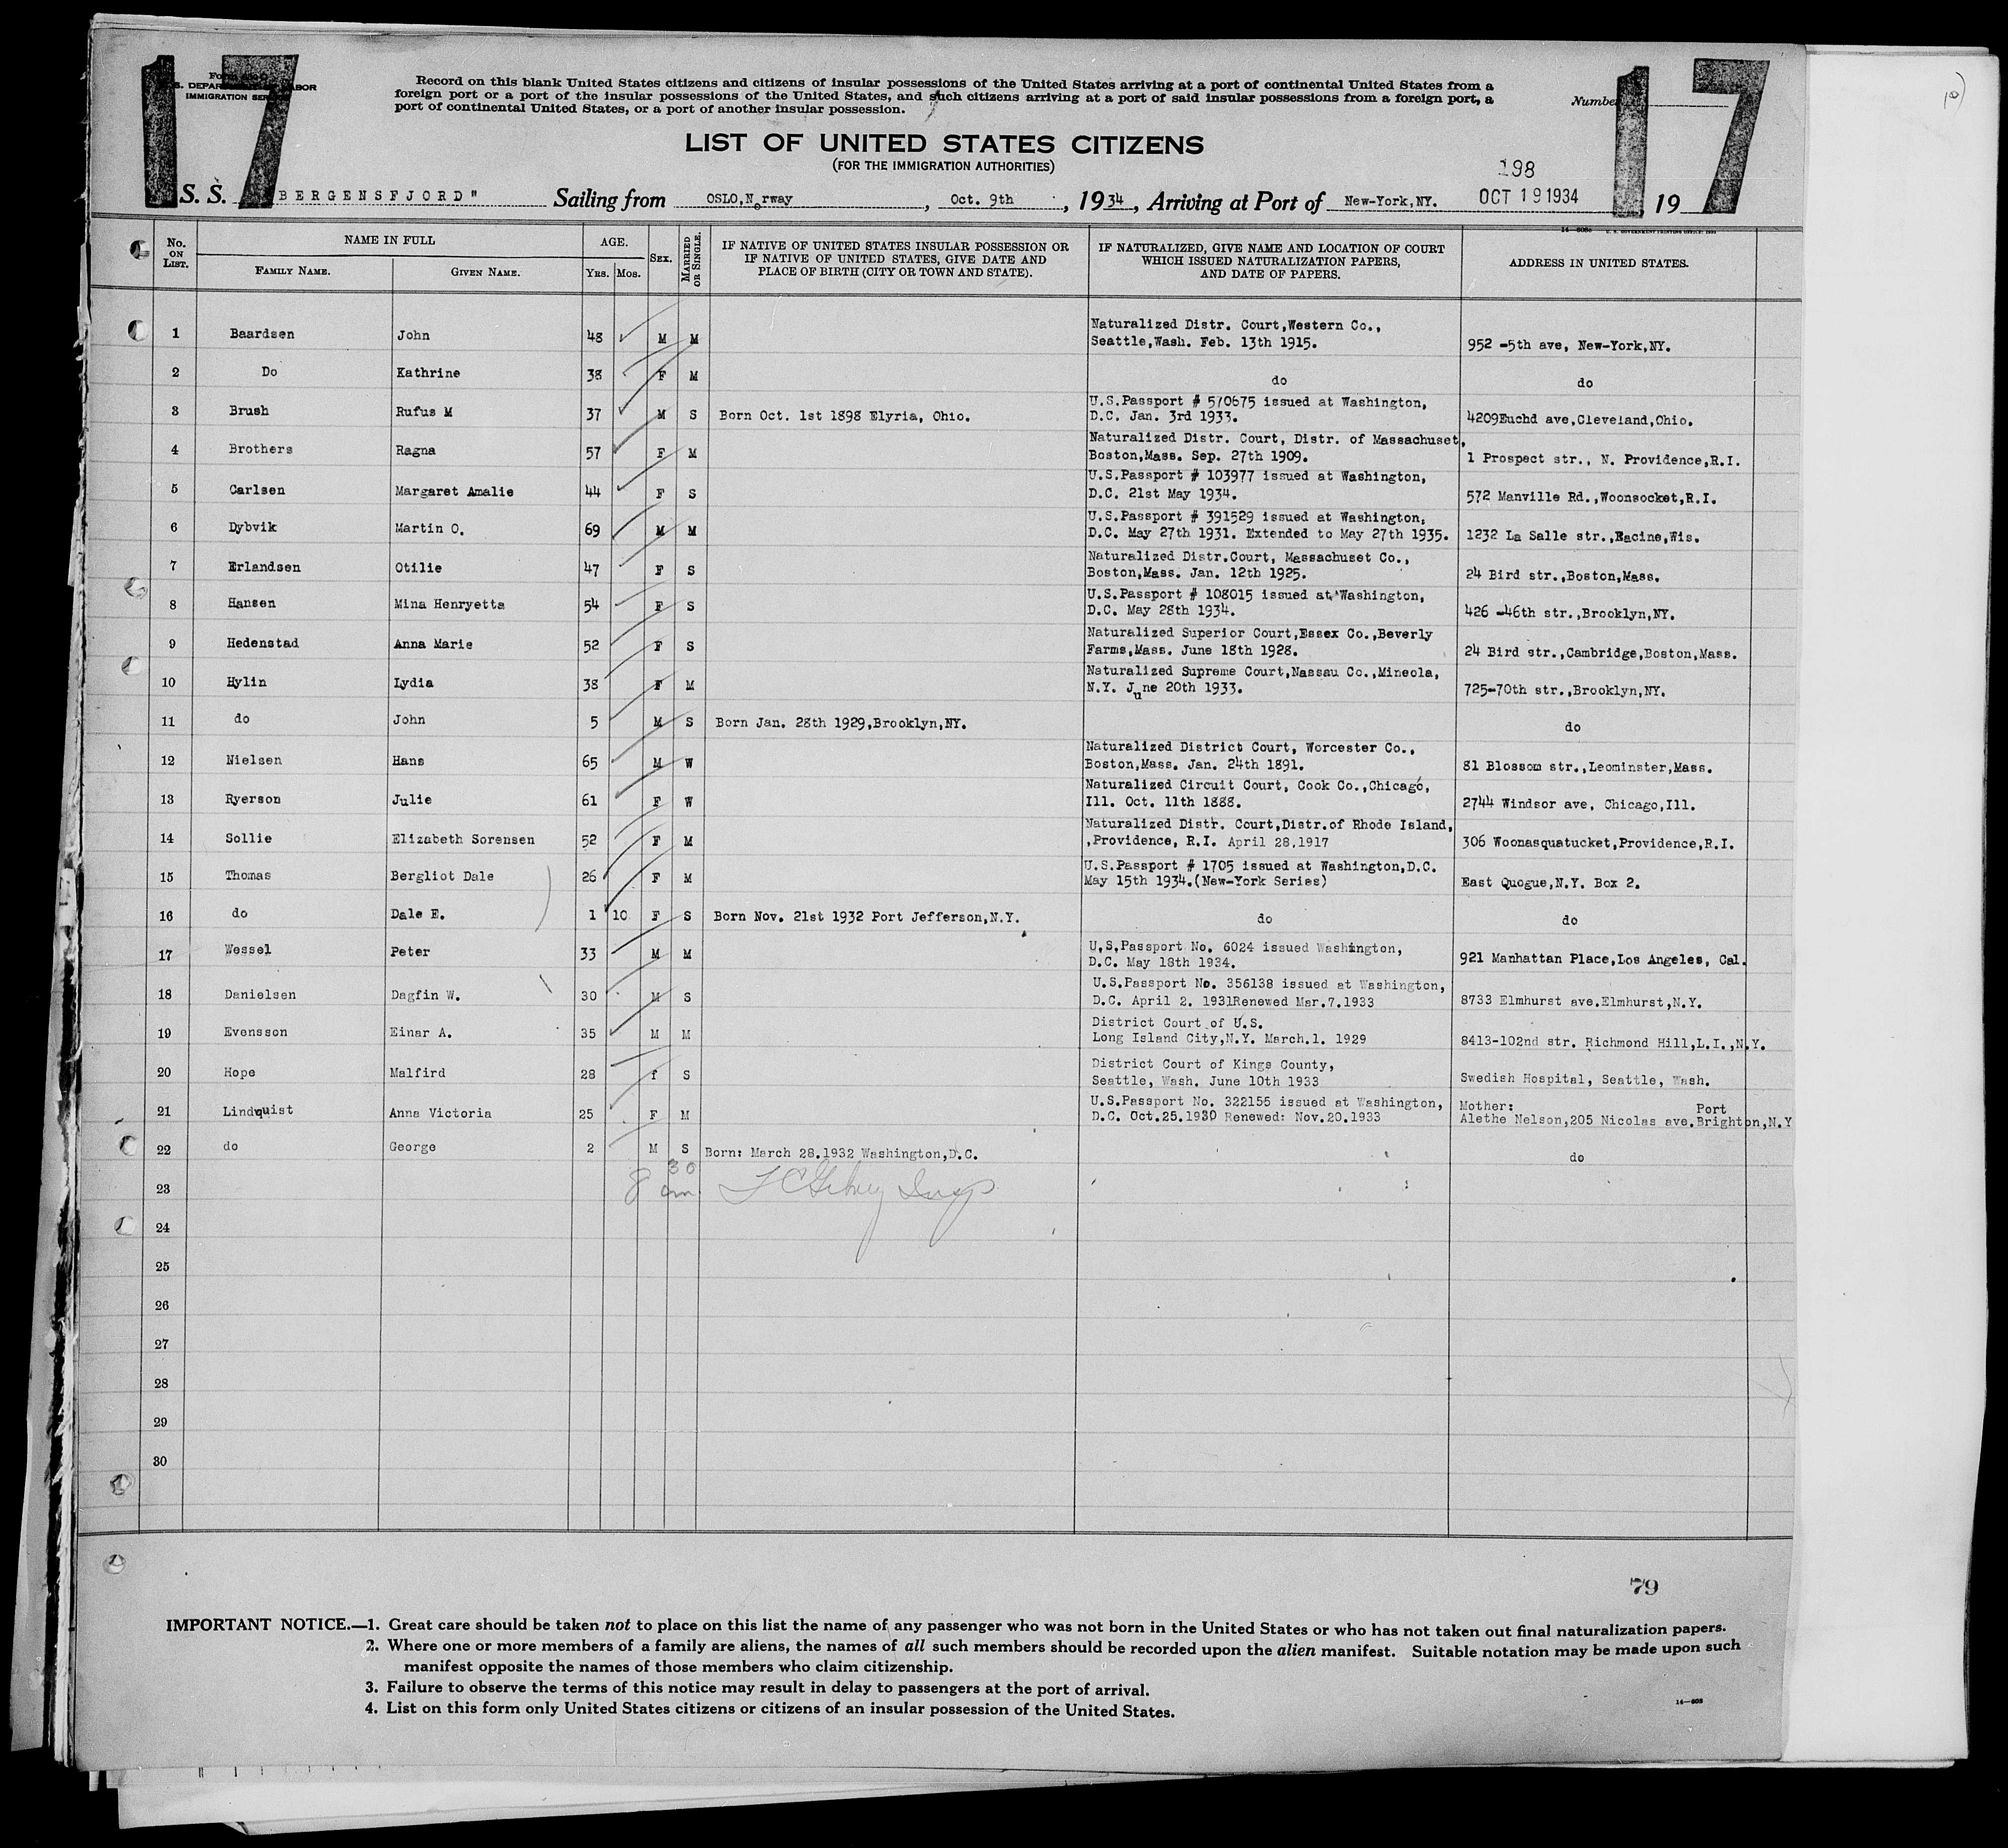 17 17
Form
S. DEPAR ABOR
IMMIGRATION SER
Record on this blank United States citizens and citizens of insular possessions of the United States arriving at a port of continental United States from a
foreign port or a port of the insular possessions of the United States, and such citizens arriving at a port of said insular possessions from a foreign port, a
port of continental United States, or a port of another insular possession.
Number
10)
LIST OF UNITED STATES CITIZENS
(FOR THE IMMIGRATION AUTHORITIES)
198
S. S. BERGENSFJORD" Sailing from OSLO,Norway , Oct. 9th , 1934 , Arriving at Port of New-York,NY. OCT 19 1934 19
No. ON LIST. NAME IN FULL AGE. SEX. MARRIED OR SINGLE. IF NATIVE OF UNITED STATES INSULAR POSSESSION OR IF NATIVE OF UNITED STATES, GIVE DATE AND PLACE OF BIRTH (CITY OR TOWN AND STATE). IF NATURALIZED, GIVE NAME AND LOCATION OF COURT WHICH ISSUED NATURALIZATION PAPERS, AND DATE OF PAPERS. ADDRESS IN UNITED STATES.
FAMILY NAME. GIVEN NAME. YRS. MOS.
Naturalized Distr. Court,Western Co.,
1 Baardsen John 48 M M Seattle,Wash. Feb. 13th 1915. 952 -5th ave, New-York,NY.
2 Do Kathrine 38 F M do do
U.S.Passport # 510675 issued at Washington,
3 Brush Rufus M 37 M S Born Oct. 1st 1898 Elyria, Ohio. D.C. Jan. 3rd 1933. 4209Euchd ave,Cleveland,Ohio.
Naturalized Distr. Court, Distr. of Massachuset,
4 Brothers Ragna 57 F M Boston,Mass. Sep. 27th 1909. 1 Prospect str., N. Providence,R.I.
U.S.Passport # 103977 issued at Washington,
5 Carlsen Margaret Amalie 44 F S D.C. 21st May 1934. 572 Manville Rd.,Woonsocket,R.I.
U.S.Passport # 391529 issued at Washington,
6 Dybvik Martin O. 69 M M D.C. May 27th 1931. Extended to May 27th 1935. 1232 La Salle str.,Racine,Wis.
Naturalized Distr.Court, Massachuset Co.,
7 Erlandsen Otilie 47 F S Boston,Mass. Jan. 12th 1925. 24 Bird str.,Boston,Mass.
U.S.Passport # 108015 issued at Washington,
8 Hansen Mina Henryetta 54 F S D.C. May 28th 1934. 426 -46th str.,Brooklyn,NY.
Naturalized Superior Court,Essex Co.,Beverly
9 Hedenstad Anna Marie 52 F S Farms,Mass. June 18th 1928. 24 Bird str.,Cambridge,Boston,Mass.
Naturalized Supreme Court,Nassau Co.,Mineola,
10 Hylin Lydia 38 F M N.Y. June 20th 1933. 725-70th str.,Brooklyn,NY.
11 do John 5 M S Born Jan. 28th 1929,Brooklyn,NY. do
Naturalized District Court, Worcester Co.,
12 Nielsen Hans 65 M W Boston,Mass. Jan. 24th 1891. 81 Blossom str.,Leominster,Mass.
Naturalized Circuit Court, Cook Co.,Chicago,
13 Ryerson Julie 61 F W Ill. Oct. 11th 1888. 2744 Windsor ave, Chicago,Ill.
Naturalized Distr. Court,Distr.of Rhode Island,
14 Sollie Elizabeth Sorensen 52 F M ,Providence, R.I. April 28.1917 306 Woonasquatucket,Providence,R.I.
U.S.Passport # 1705 issued at Washington,D.C.
15 Thomas Bergliot Dale 26 F M May 15th 1934.(New-York Series) East Quogue,N.Y. Box 2.
16 do Dale E. 1 10 F S Born Nov. 21st 1932 Port Jefferson,N.Y. do do
U.S.Passport No. 6024 issued Washington,
17 Wessel Peter 33 M M D.C. May 18th 1934. 921 Manhattan Place,Los Angeles, Cal.
U.S.Passport No. 356138 issued at Washington,
18 Danielsen Dagfin W. 30 M S D.C. April 2. 1931Renewed Mar.7.1933 8733 Elmhurst ave.Elmhurst,N.Y.
District Court of U.S.
19 Evensson Einar A. 35 M M Long Island City,N.Y. March.1. 1929 8413-102nd str. Richmond Hill,L.I.,N.Y.
District Court of Kings County,
20 Hope Malfird 28 f S Seattle, Wash. June 10th 1933 Swedish Hospital, Seattle, Wash.
U.S.Passport No. 322155 issued at Washington, Mother: Port
21 Lindquist Anna Victoria 25 F M D.C. Oct.25.1930 Renewed: Nov.20.1933 Alethe Nelson,205 Nicolas ave.Brighton,N.Y
22 do George 2 M S Born: March 28.1932 Washington,D.C. do
23 8 30 am Insp
24
25
26
27
28
29
30
79
IMPORTANT NOTICE.—1. Great care should be taken not to place on this list the name of any passenger who was not born in the United States or who has not taken out final naturalization papers.
2. Where one or more members of a family are aliens, the names of all such members should be recorded upon the alien manifest. Suitable notation may be made upon such
manifest opposite the names of those members who claim citizenship.
3. Failure to observe the terms of this notice may result in delay to passengers at the port of arrival.
4. List on this form only United States citizens or citizens of an insular possession of the United States.